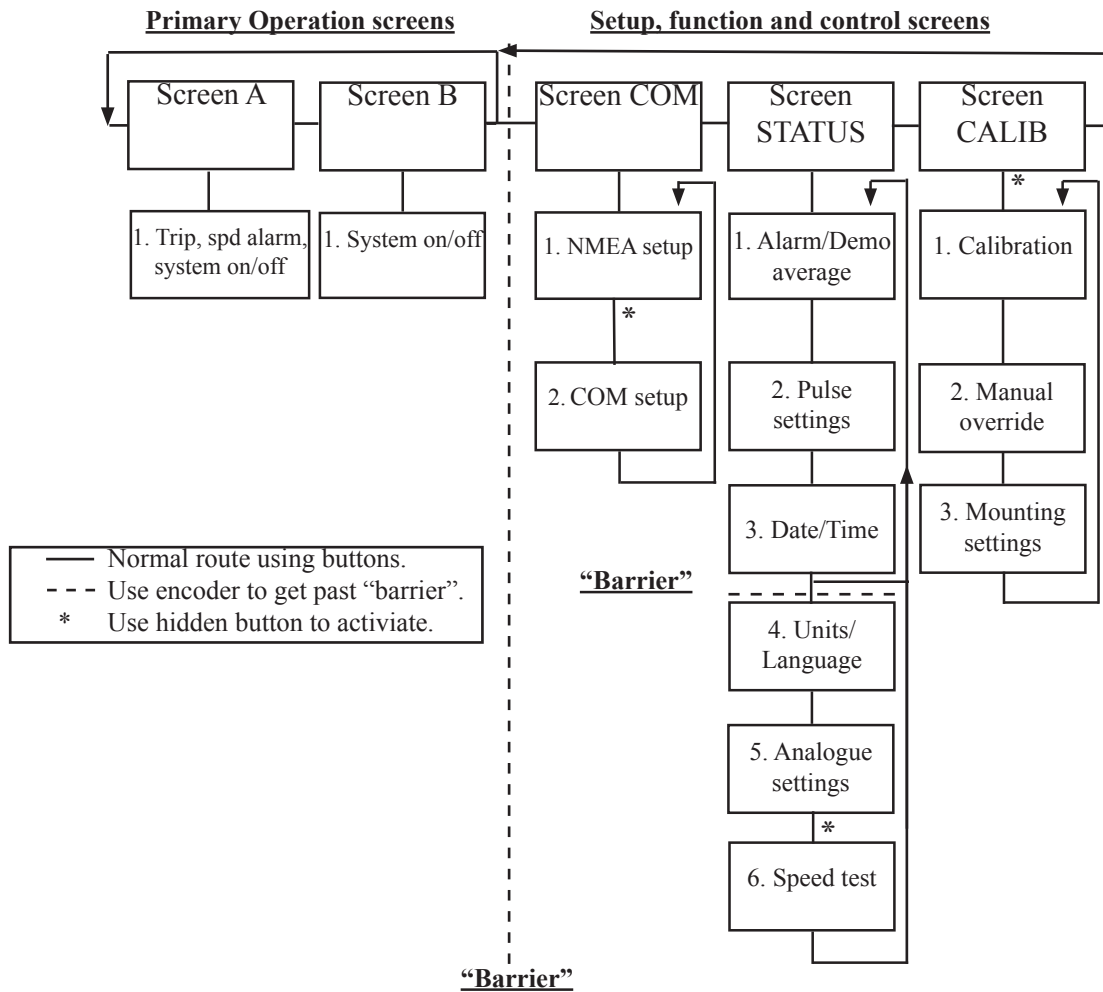 Primary Operation screens
Setup, function and control screens
Screen A
Screen B
Screen COM
Screen
STATUS
Screen
CALIB
*
1. Trip, spd alarm,
system on/off
1. System on/off
1. NMEA setup
1. Alarm/Demo
average
1. Calibration
*
2. COM setup
2. Pulse
settings
2. Manual
override
3. Date/Time
3. Mounting
settings
Normal route using buttons.
Use encoder to get past “barrier”.
* Use hidden button to activiate.
“Barrier”
4. Units/
Language
5. Analogue
settings
*
6. Speed test
“Barrier”